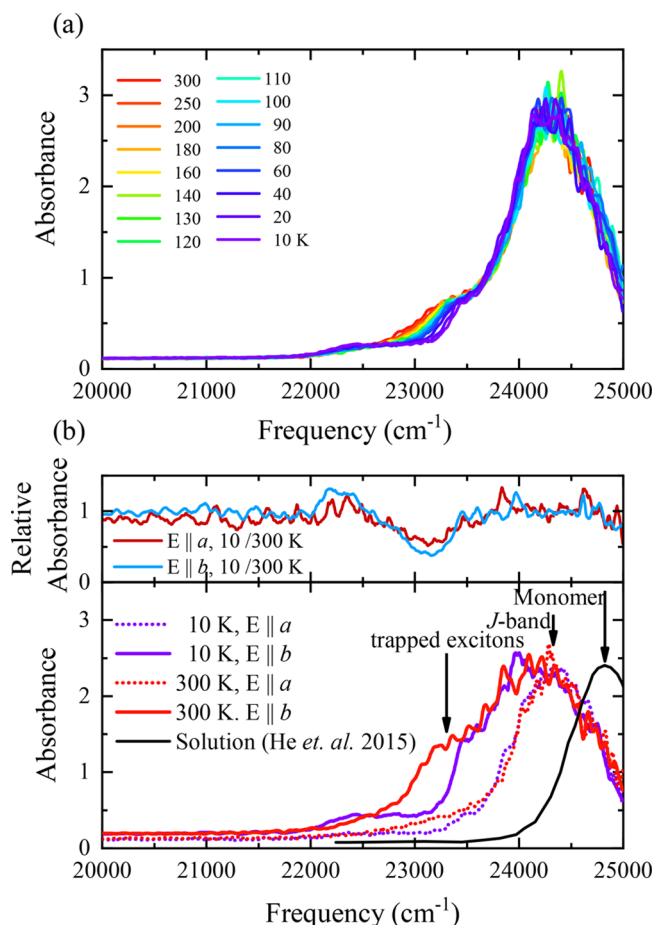 (a)
Absorbance
3
2
1
0
300
250
200
180
160
140
130
120
110
100
90
80
60
40
20
10 K
20000 21000 22000 23000 24000 25000
Frequency (cm-1)
(b)
Relative
Absorbance
1
0
E || a, 10 /300 K
E || b, 10/300 K
Absorbance
3
2
1
0
10 K, E || a
10 K, E || b
300 K, E || a
300 K. E || b
Solution (He et. al. 2015)
trapped excitons
J-band
Monomer
20000 21000 22000 23000 24000 25000
Frequency (cm-1)